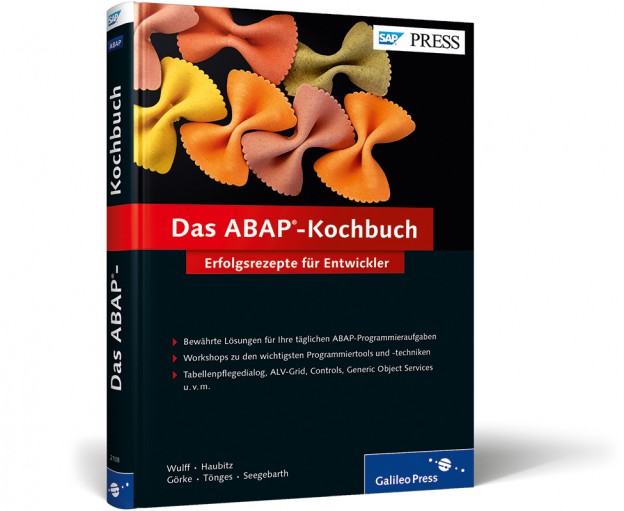 SAP PRESS
Das ABAP®-Kochbuch
Erfolgsrezepte für Entwickler
Bewährte Lösungen für Ihre täglichen ABAP-Programmieraufgaben
Workshops zu den wichtigsten Programmiertools und -techniken
Tabellenpflegedialog, ALV-Grid, Controls, Generic Object Services
u. v. m.
Wulff · Haubitz
Görke · Tönges · Seegebarth
Galileo Press
SAP
ABAP
Das ABAP®-Kochbuch